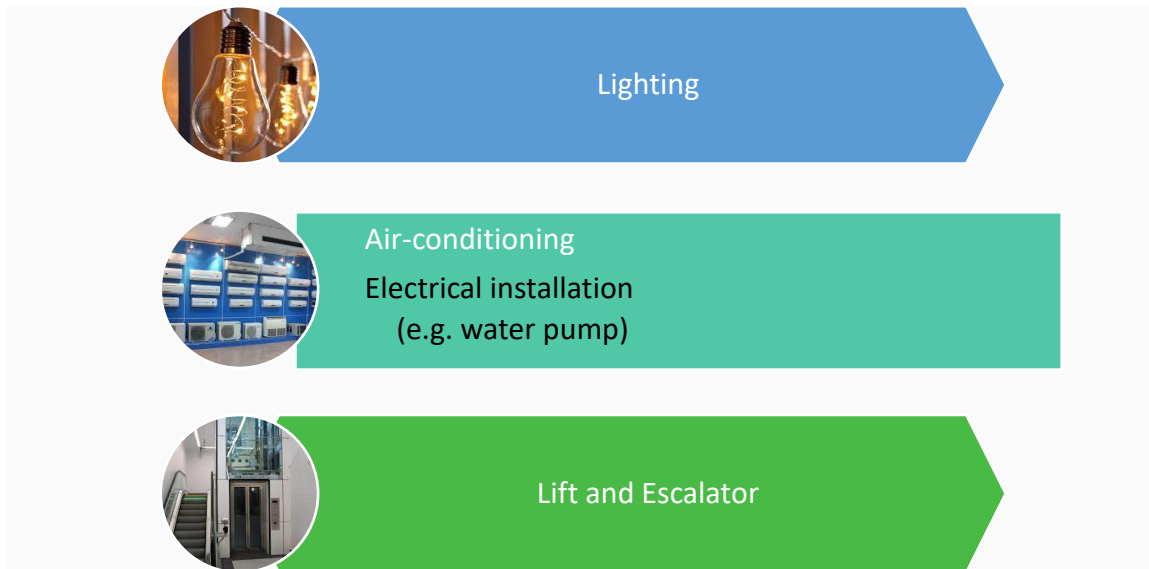 Lighting
Air-conditioning
Electrical installation
(e.g. water pump)
Lift and Escalator